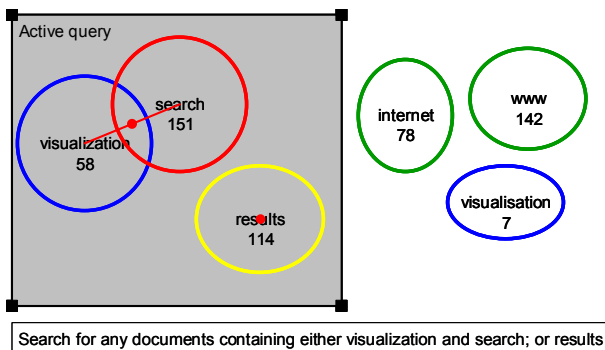 Active query
search
151
visualization
58
results
114
internet
78
www
142
visualisation
7
Search for any documents containing either visualization and search; or results